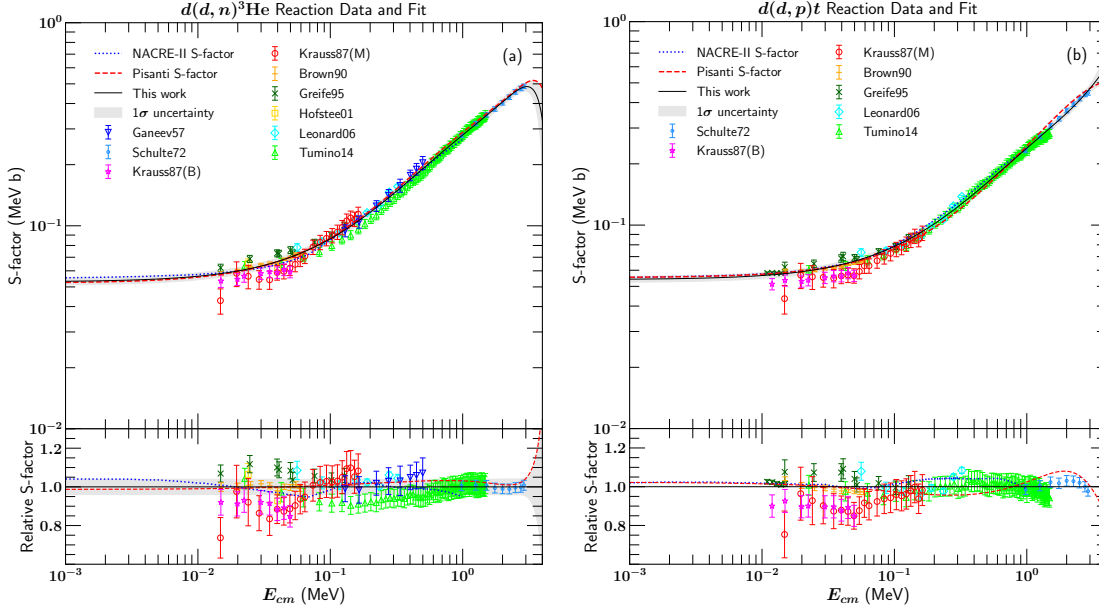 d(d, n)³He Reaction Data and Fit
(a)
NACRE-II S-factor
Pisanti S-factor
This work
1σ uncertainty
Ganeev57
Schulte72
Krauss87(B)
Krauss87(M)
Brown90
Greife95
Hofstee01
Leonard06
Tumino14
S-factor (MeV b)
10⁰
10⁻¹
10⁻²
Relative S-factor
1.2
1.0
0.8
10⁻³ 10⁻² 10⁻¹ 10⁰
E_cm (MeV)
d(d, p)t Reaction Data and Fit
(b)
NACRE-II S-factor
Pisanti S-factor
This work
1σ uncertainty
Schulte72
Krauss87(B)
Krauss87(M)
Brown90
Greife95
Leonard06
Tumino14
S-factor (MeV b)
10⁰
10⁻¹
10⁻²
Relative S-factor
1.2
1.0
0.8
10⁻³ 10⁻² 10⁻¹ 10⁰
E_cm (MeV)